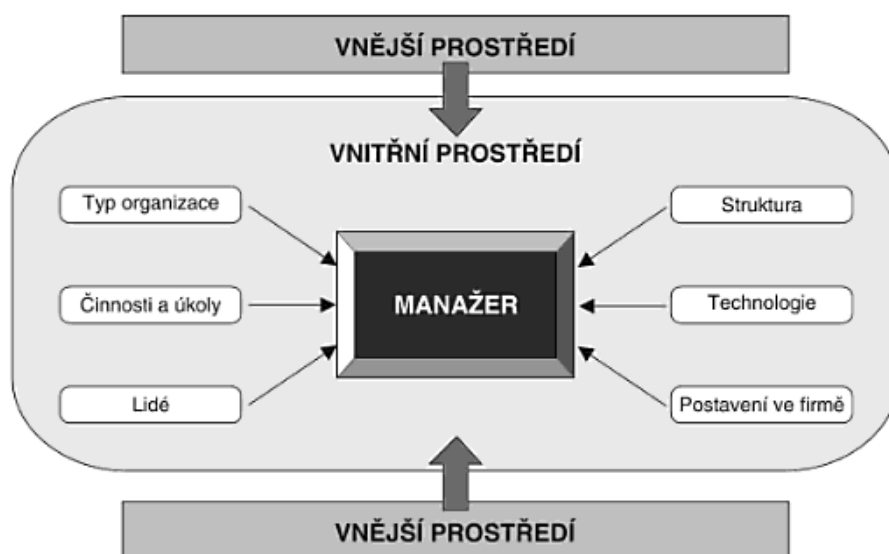 VNĚJŠÍ PROSTŘEDÍ
VNITŘNÍ PROSTŘEDÍ
Typ organizace
Struktura
Činnosti a úkoly
MANAŽER
Technologie
Lidé
Postavení ve firmě
VNĚJŠÍ PROSTŘEDÍ